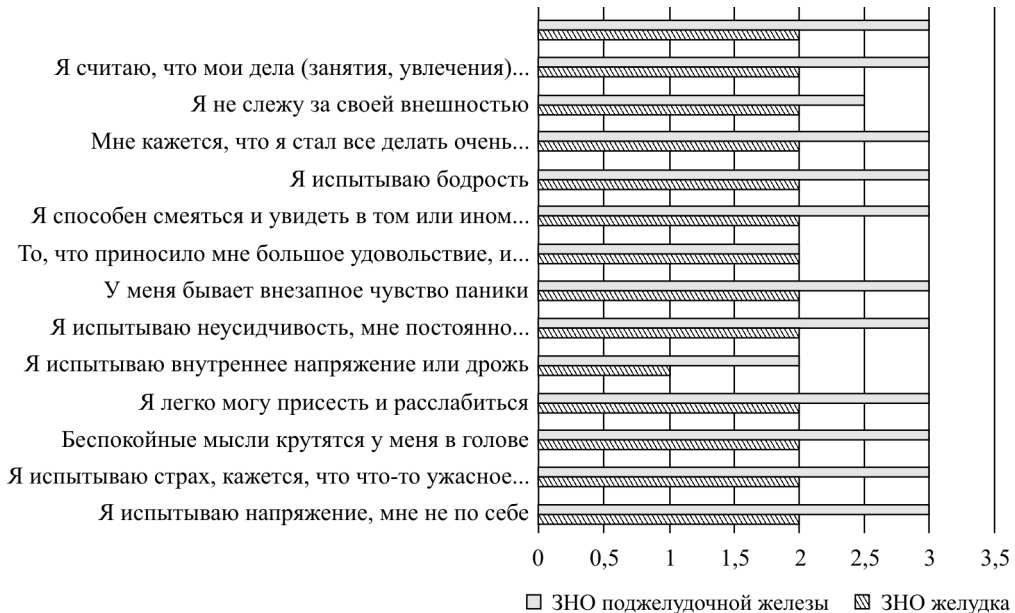 Я считаю, что мои дела (занятия, увлечения)...
Я не слежу за своей внешностью
Мне кажется, что я стал все делать очень...
Я испытываю бодрость
Я способен смеяться и увидеть в том или ином...
То, что приносило мне большое удовольствие, и...
У меня бывает внезапное чувство паники
Я испытываю неусидчивость, мне постоянно...
Я испытываю внутреннее напряжение или дрожь
Я легко могу присесть и расслабиться
Беспокойные мысли крутятся у меня в голове
Я испытываю страх, кажется, что что-то ужасное...
Я испытываю напряжение, мне не по себе
0 0,5 1 1,5 2 2,5 3 3,5
ЗНО поджелудочной железы ЗНО желудка